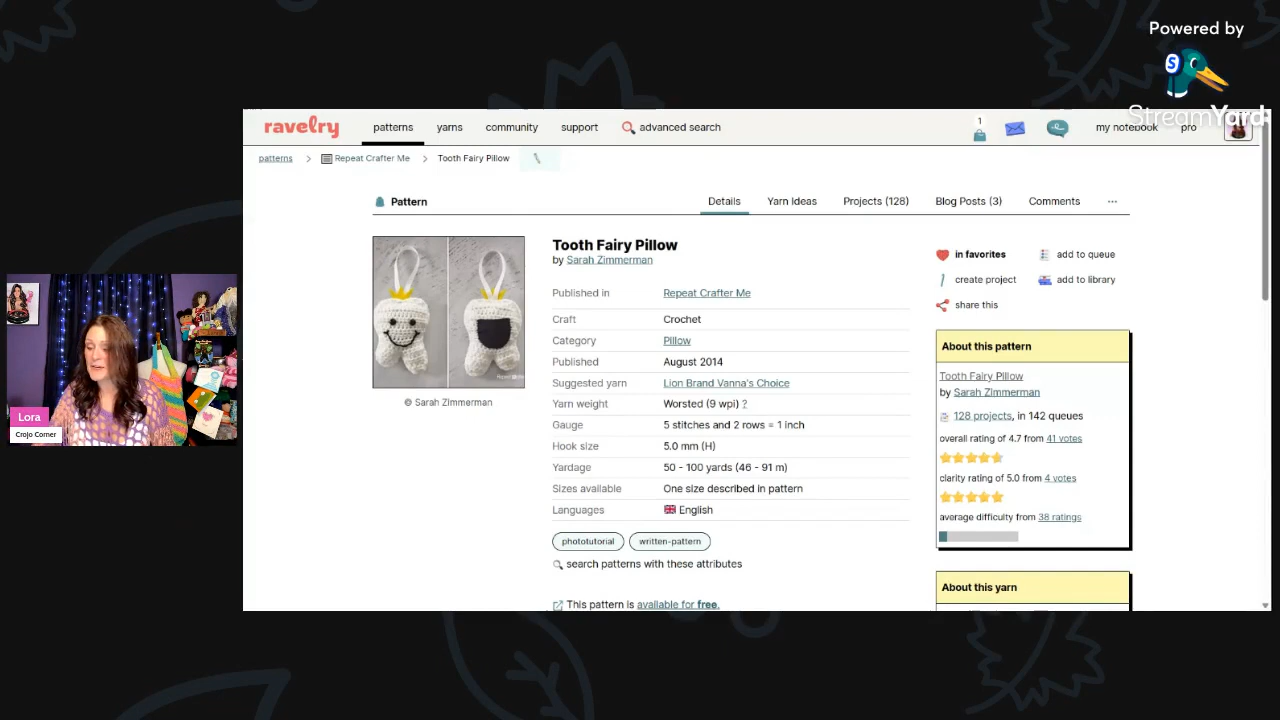 Powered by
StreamYard
ravelry
patterns
yarns
community
support
advanced search
1
my notebook
pro
patterns
Repeat Crafter Me
Tooth Fairy Pillow
Pattern
Details
Yarn Ideas
Projects (128)
Blog Posts (3)
Comments
...
© Sarah Zimmerman
Tooth Fairy Pillow
by Sarah Zimmerman
Published in Repeat Crafter Me
Craft Crochet
Category Pillow
Published August 2014
Suggested yarn Lion Brand Vanna's Choice
Yarn weight Worsted (9 wpi) ?
Gauge 5 stitches and 2 rows = 1 inch
Hook size 5.0 mm (H)
Yardage 50 - 100 yards (46 - 91 m)
Sizes available One size described in pattern
Languages English
phototutorial
written-pattern
search patterns with these attributes
This pattern is available for free.
in favorites
add to queue
create project
add to library
share this
About this pattern
Tooth Fairy Pillow
by Sarah Zimmerman
128 projects, in 142 queues
overall rating of 4.7 from 41 votes
clarity rating of 5.0 from 4 votes
average difficulty from 38 ratings
About this yarn
Lora
Crojo Corner